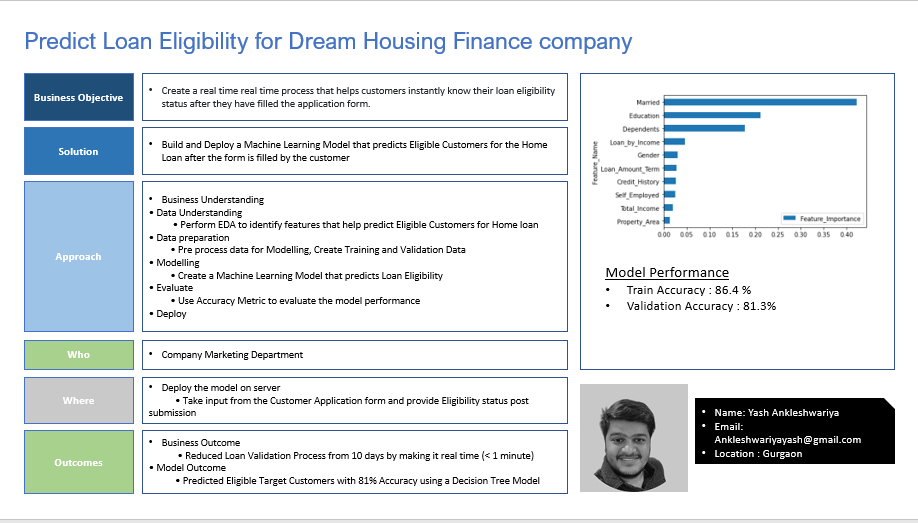 Predict Loan Eligibility for Dream Housing Finance company
Business Objective
• Create a real time real time process that helps customers instantly know their loan eligibility
status after they have filled the application form.
Solution
• Build and Deploy a Machine Learning Model that predicts Eligible Customers for the Home
Loan after the form is filled by the customer
Approach
• Business Understanding
• Data Understanding
• Perform EDA to identify features that help predict Eligible Customers for Home loan
• Data preparation
• Pre process data for Modelling, Create Training and Validation Data
• Modelling
• Create a Machine Learning Model that predicts Loan Eligibility
• Evaluate
• Use Accuracy Metric to evaluate the model performance
• Deploy
Who
• Company Marketing Department
Where
• Deploy the model on server
• Take input from the Customer Application form and provide Eligibility status post
submission
Outcomes
• Business Outcome
• Reduced Loan Validation Process from 10 days by making it real time (< 1 minute)
• Model Outcome
• Predicted Eligible Target Customers with 81% Accuracy using a Decision Tree Model
Feature_Name
Married
Education
Dependents
Loan_by_Income
Gender
Loan_Amount_Term
Credit_History
Self_Employed
Total_Income
Property_Area
Feature_Importance
0.00 0.05 0.10 0.15 0.20 0.25 0.30 0.35 0.40
Model Performance
• Train Accuracy : 86.4 %
• Validation Accuracy : 81.3%
• Name: Yash Ankleshwariya
• Email:
Ankleshwariyayash@gmail.com
• Location : Gurgaon